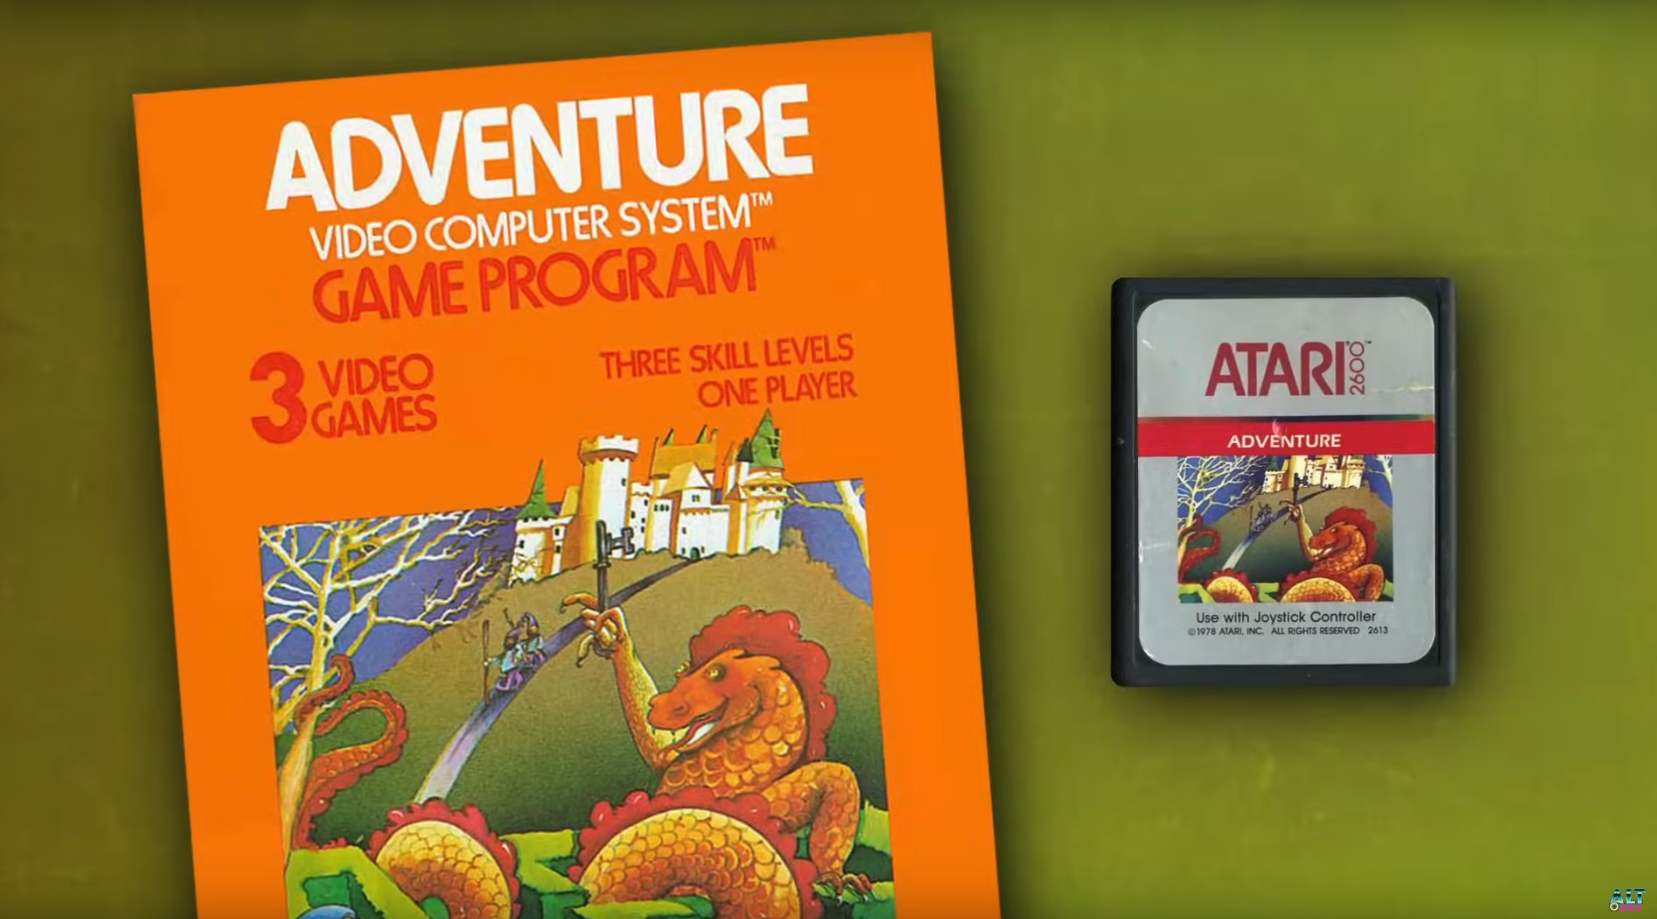 ADVENTURE
VIDEO COMPUTER SYSTEM™
GAME PROGRAM™
3 VIDEO GAMES
THREE SKILL LEVELS
ONE PLAYER
ATARI® 2600™
ADVENTURE
Use with Joystick Controller
©1978 ATARI, INC. ALL RIGHTS RESERVED 2613
ALT